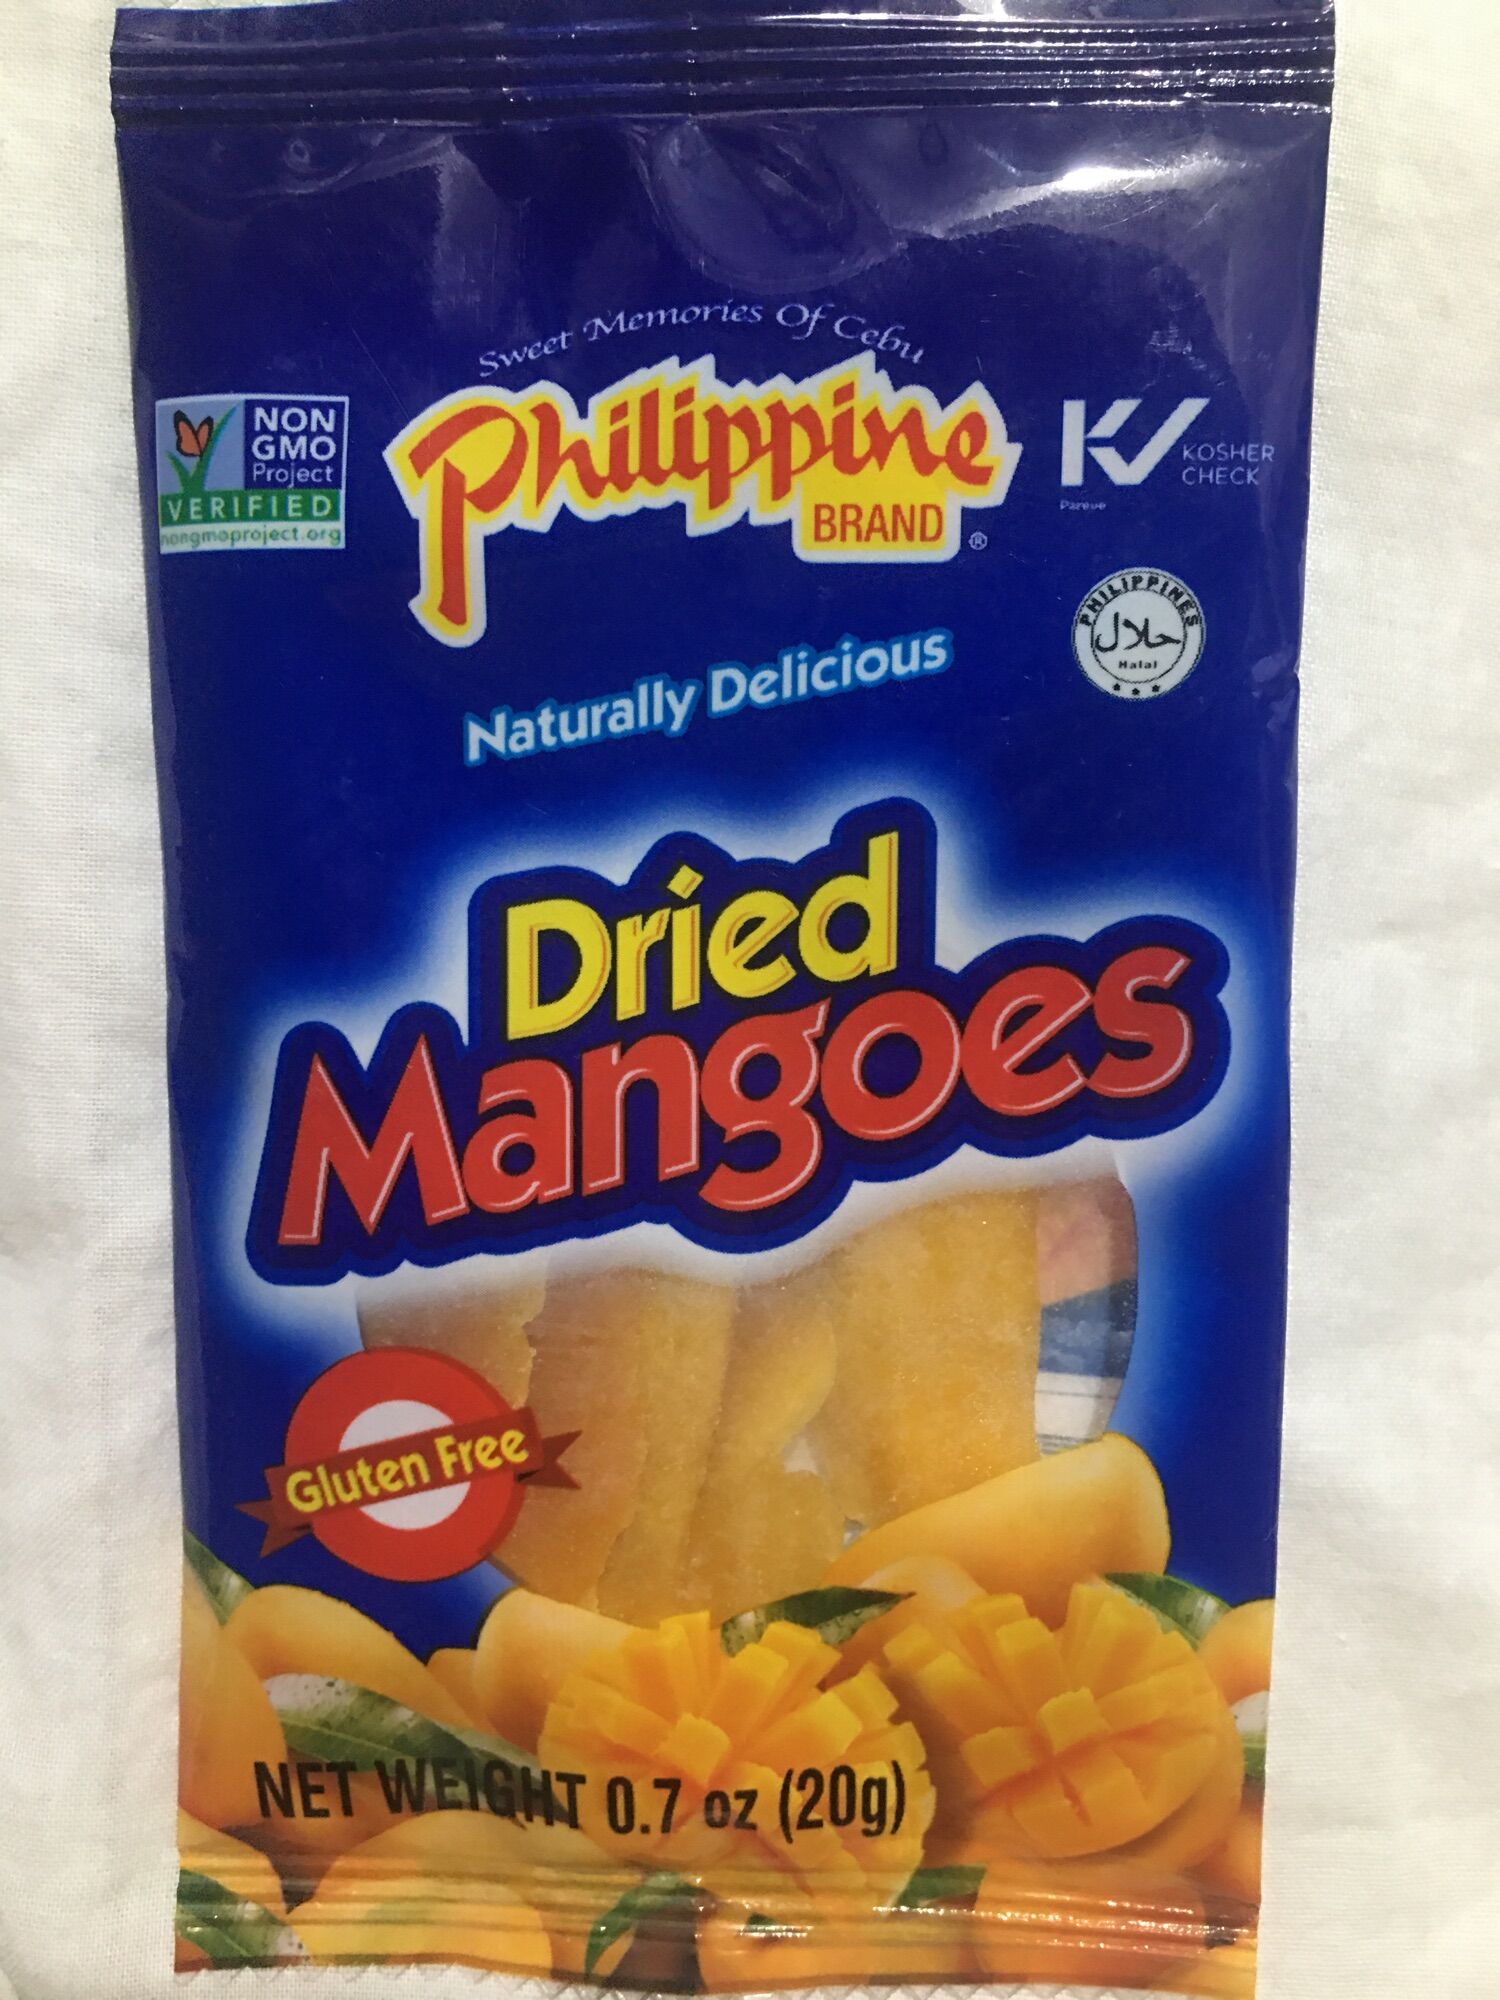 Sweet Memories Of Cebu
Philippine
BRAND
®
NON
GMO
Project
VERIFIED
nongmoproject.org
KOSHER
CHECK
Pareve
PHILIPPINES
حلال
Halal
Naturally Delicious
Dried
Mangoes
Gluten Free
NET WEIGHT 0.7 oz (20g)